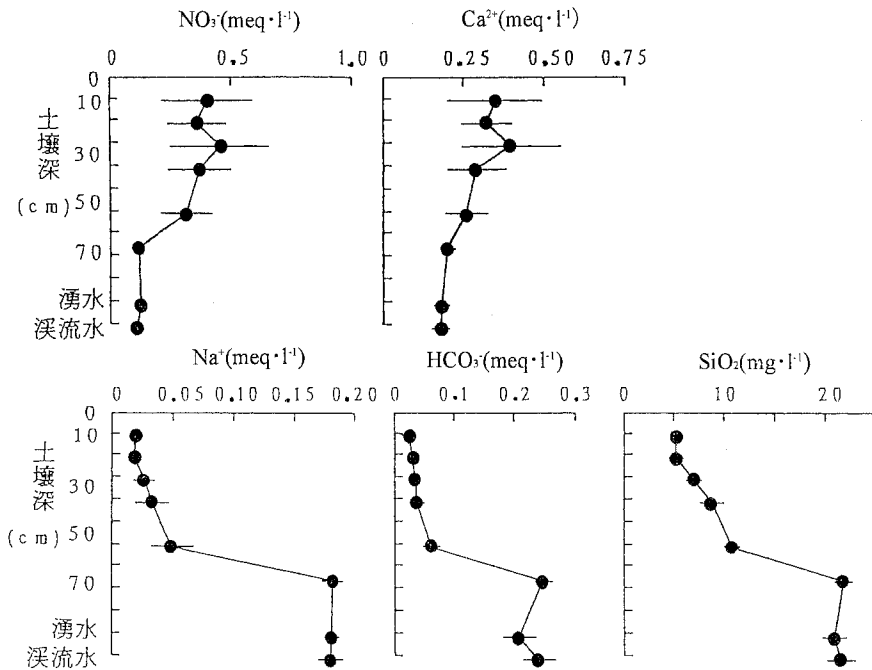 NO₃⁻(meq・l⁻¹)
0 0.5 1.0
Ca²⁺(meq・l⁻¹)
0 0.25 0.50 0.75
0
10
30
50
70
土壌深
(cm)
湧水
渓流水
Na⁺(meq・l⁻¹)
0 0.05 0.10 0.15 0.20
HCO₃⁻(meq・l⁻¹)
0 0.1 0.2 0.3
SiO₂(mg・l⁻¹)
0 10 20
0
10
30
50
70
土壌深
(cm)
湧水
渓流水